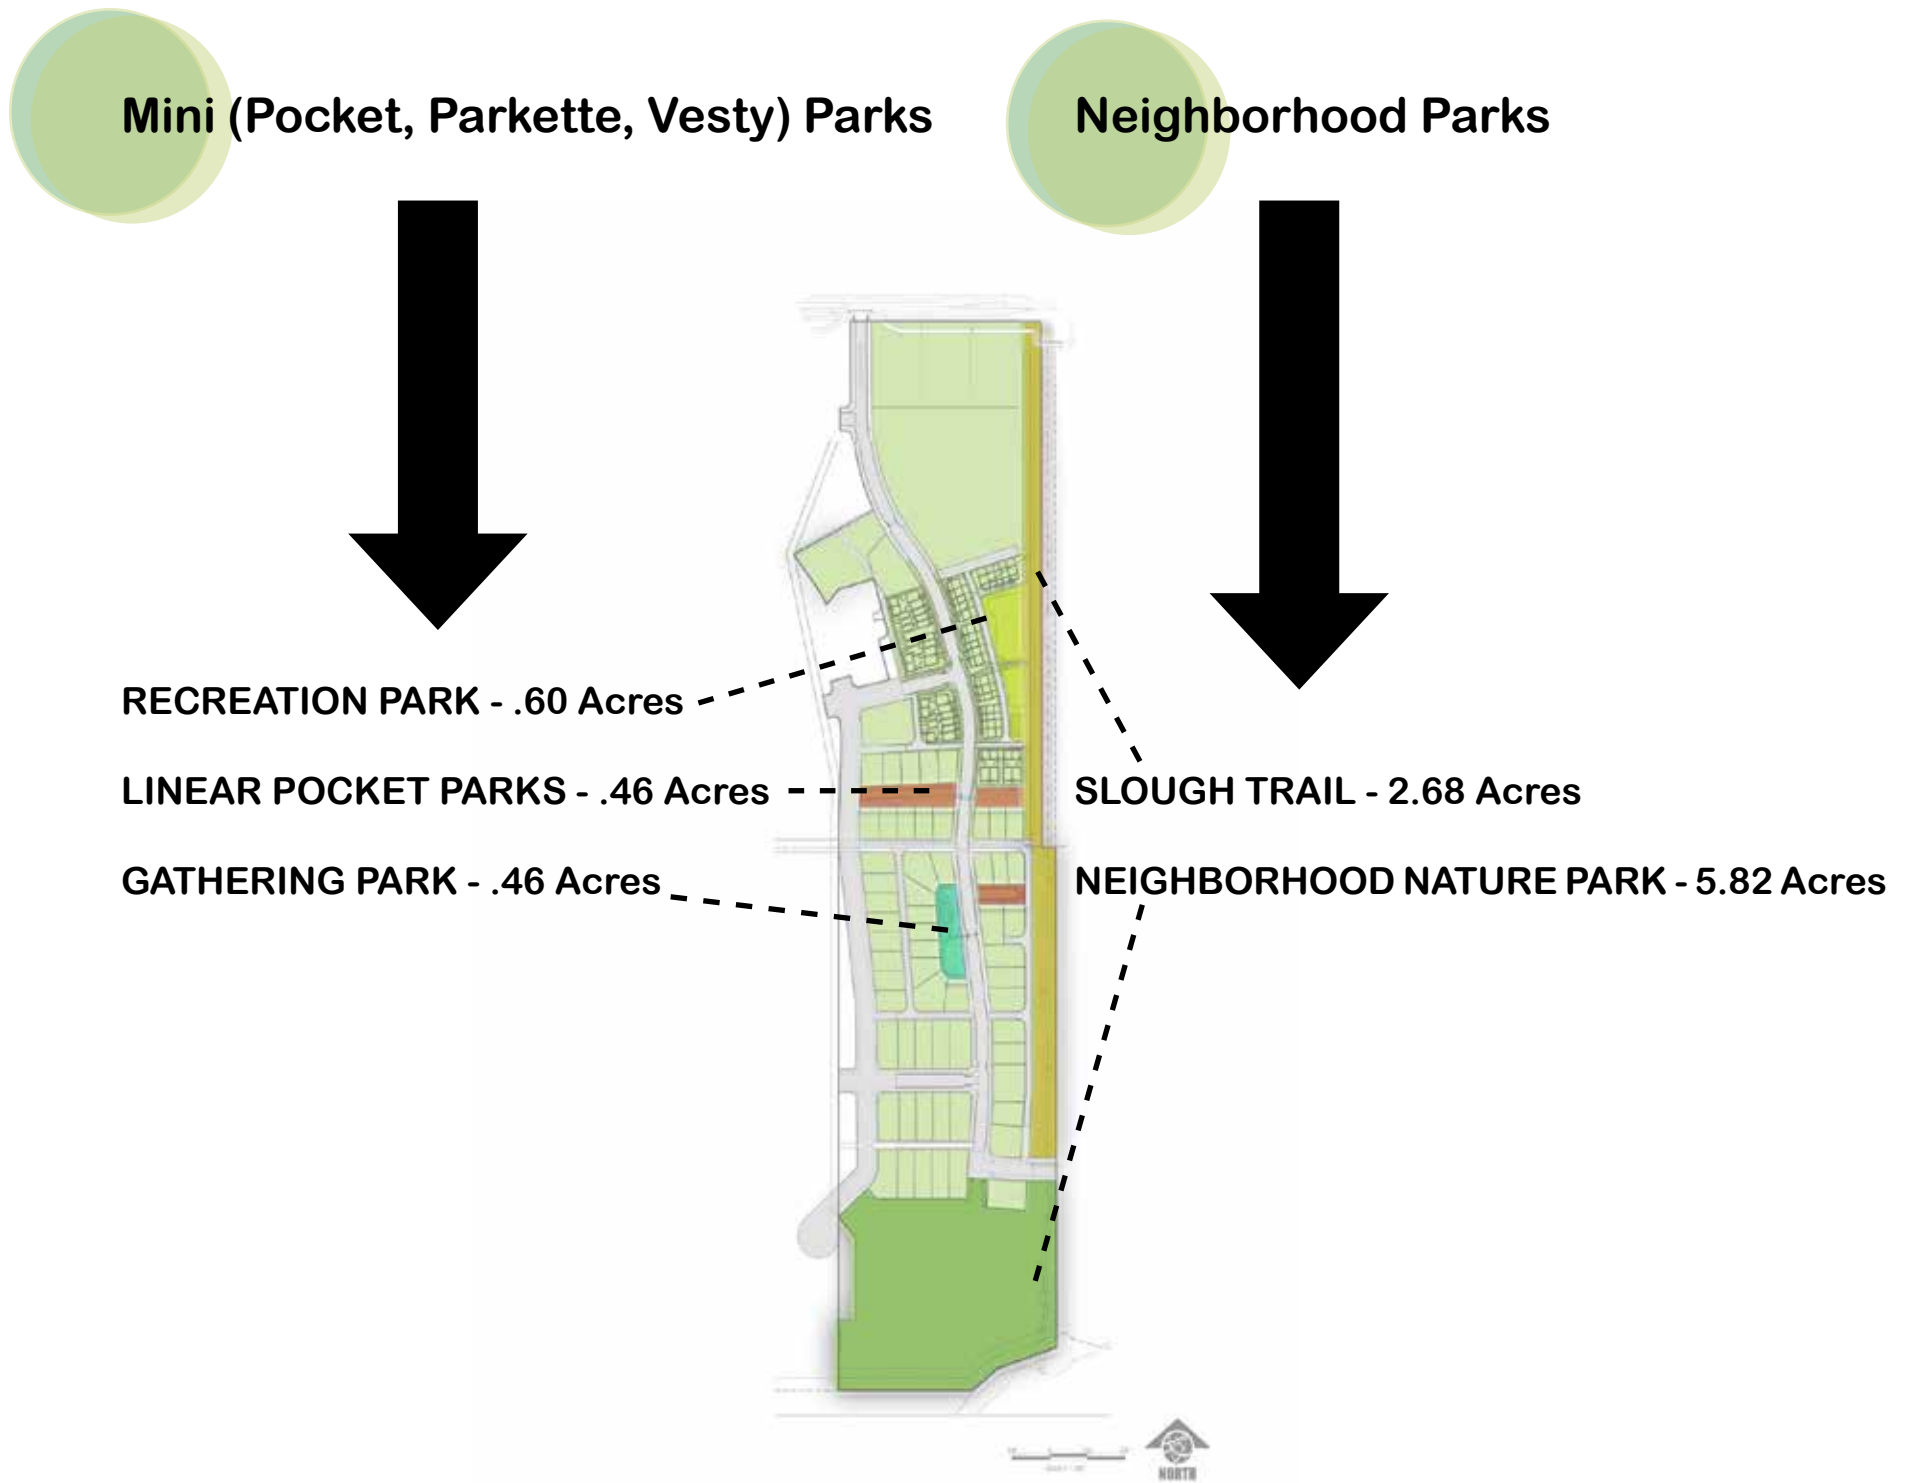 Mini (Pocket, Parkette, Vesty) Parks
Neighborhood Parks
RECREATION PARK - .60 Acres
LINEAR POCKET PARKS - .46 Acres
GATHERING PARK - .46 Acres
SLOUGH TRAIL - 2.68 Acres
NEIGHBORHOOD NATURE PARK - 5.82 Acres
NORTH